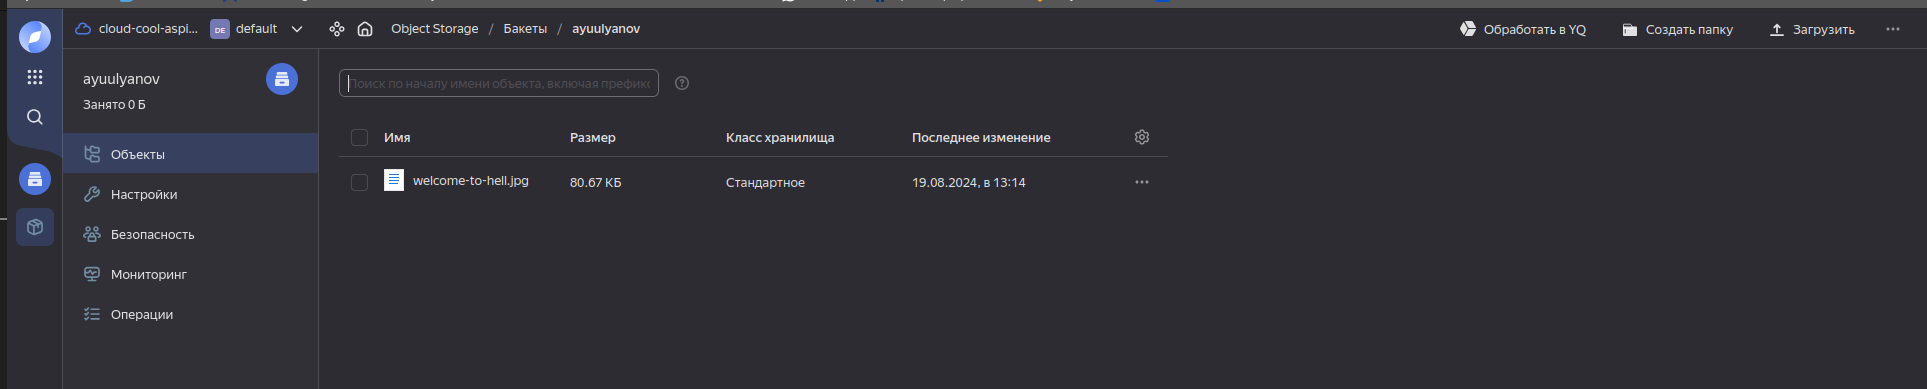 cloud-cool-aspi... DE default Object Storage / Бакеты / ayuulyanov Обработать в YQ Создать папку Загрузить
ayuulyanov
Занято 0 Б
Объекты
Настройки
Безопасность
Мониторинг
Операции
Поиск по началу имени объекта, включая префикс
Имя Размер Класс хранилища Последнее изменение
welcome-to-hell.jpg 80.67 КБ Стандартное 19.08.2024, в 13:14